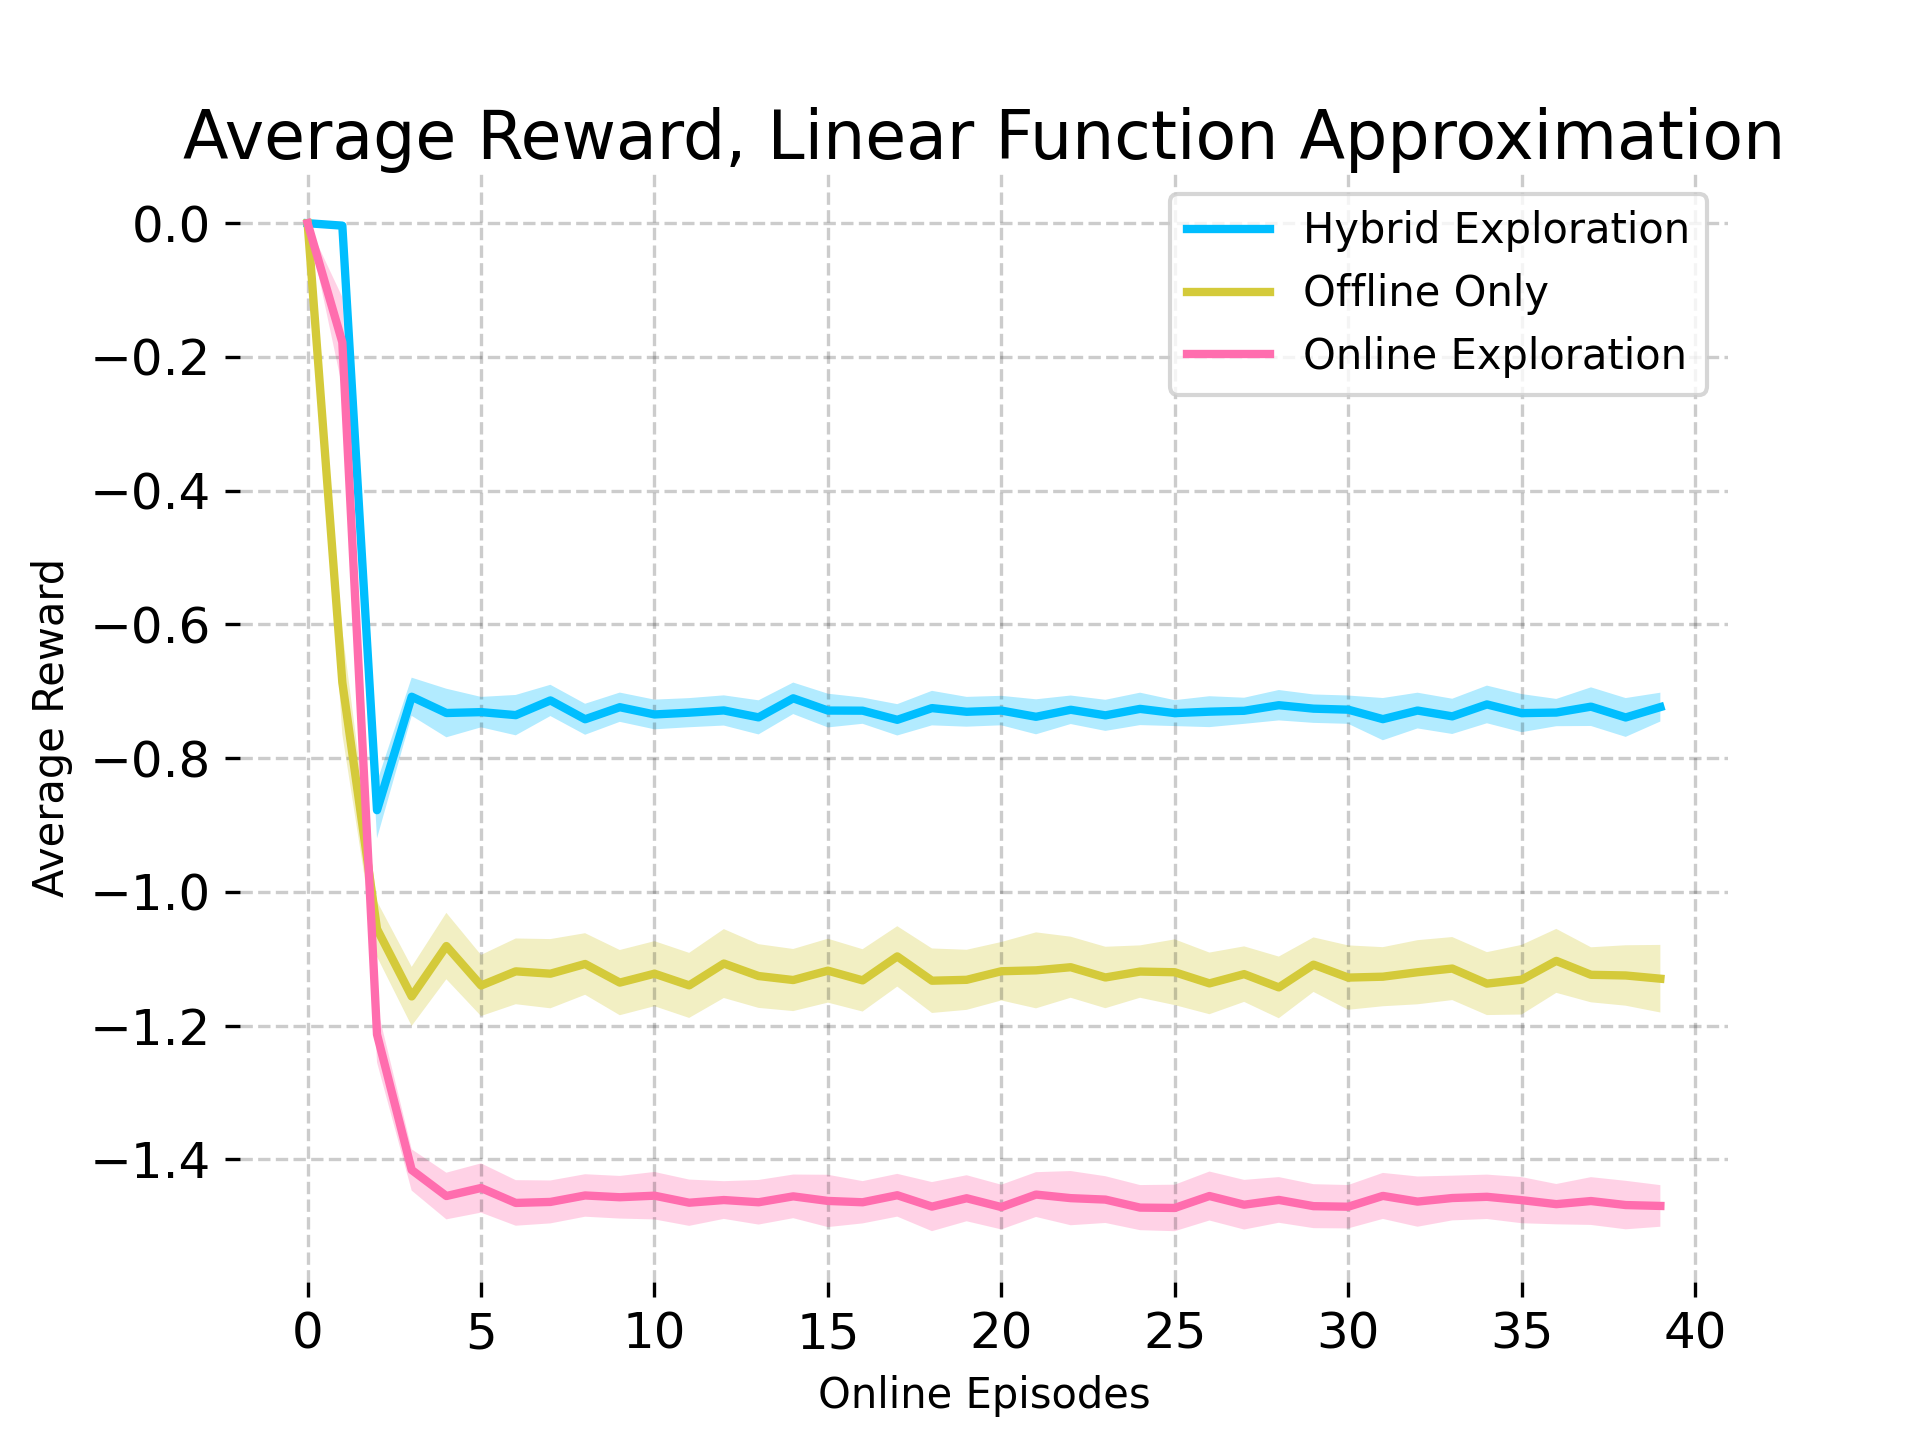 Average Reward, Linear Function Approximation
Hybrid Exploration
Offline Only
Online Exploration
Average Reward
0.0
−0.2
−0.4
−0.6
−0.8
−1.0
−1.2
−1.4
0 5 10 15 20 25 30 35 40
Online Episodes